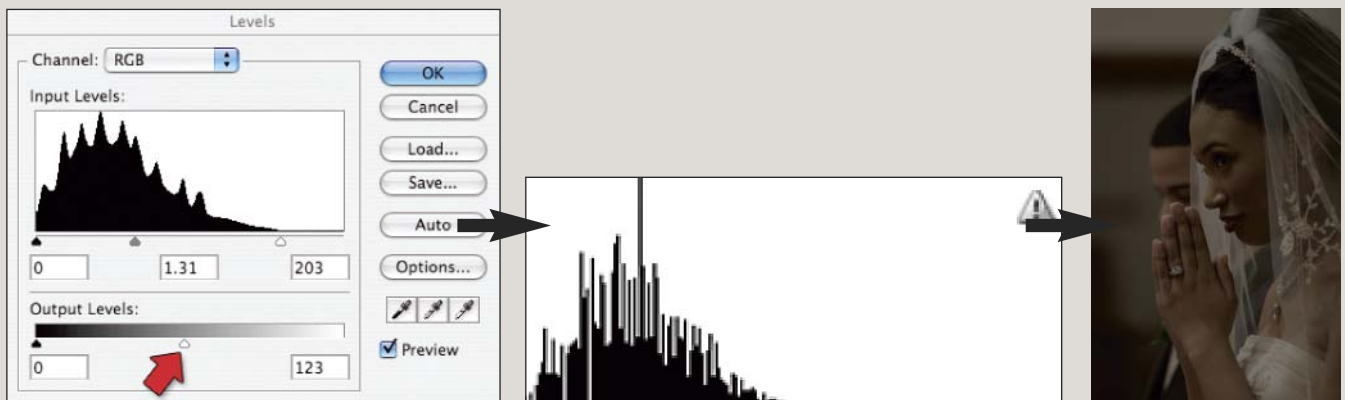 Levels
Channel: RGB
OK
Input Levels:
Cancel
Load...
Save...
Auto
0 1.31 203
Options...
Output Levels:
Preview
0 123